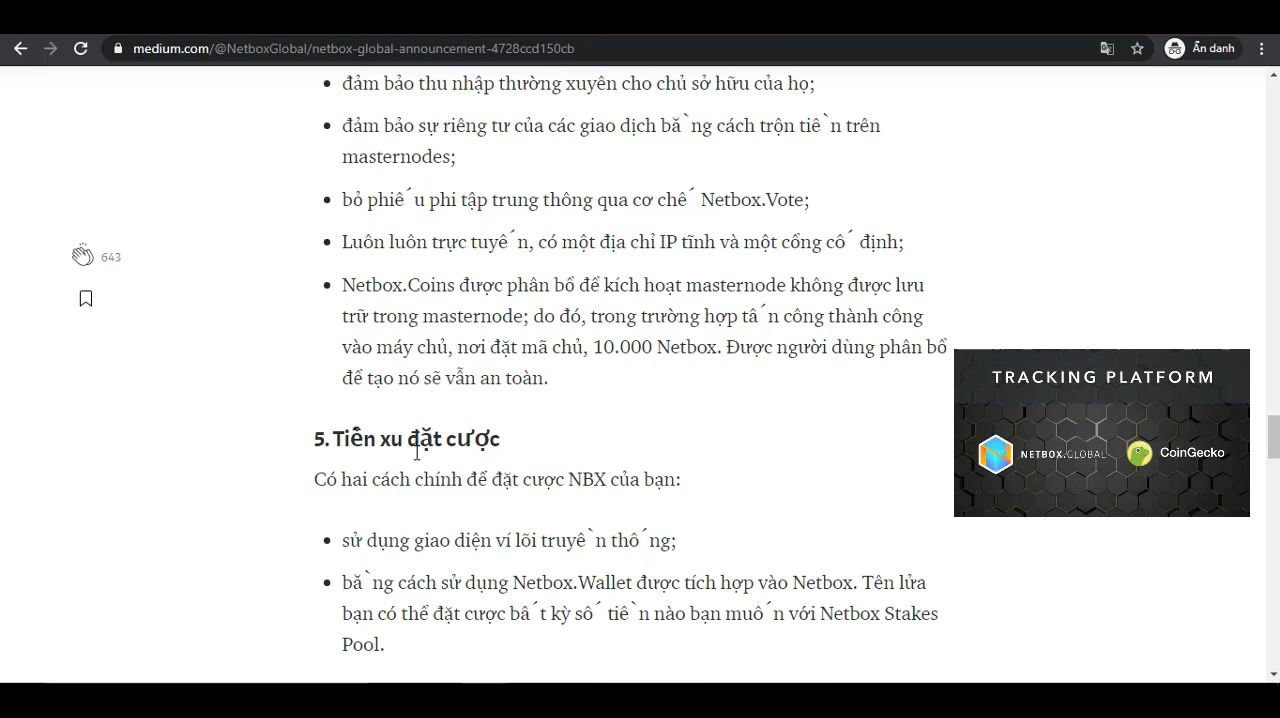 medium.com/@NetboxGlobal/netbox-global-announcement-4728ccd150cb
Ẩn danh
đảm bảo thu nhập thường xuyên cho chủ sở hữu của họ;
đảm bảo sự riêng tư của các giao dịch bằng cách trộn tiền trên
masternodes;
bỏ phiếu phi tập trung thông qua cơ chế Netbox.Vote;
Luôn luôn trực tuyến, có một địa chỉ IP tĩnh và một cổng cố định;
643
Netbox.Coins được phân bổ để kích hoạt masternode không được lưu
trữ trong masternode; do đó, trong trường hợp tấn công thành công
vào máy chủ, nơi đặt mã chủ, 10.000 Netbox. Được người dùng phân bổ
để tạo nó sẽ vẫn an toàn.
TRACKING PLATFORM
NETBOX.GLOBAL
CoinGecko
5. Tiền xu đặt cược
Có hai cách chính để đặt cược NBX của bạn:
sử dụng giao diện ví lõi truyền thống;
bằng cách sử dụng Netbox.Wallet được tích hợp vào Netbox. Tên lửa
bạn có thể đặt cược bất kỳ số tiền nào bạn muốn với Netbox Stakes
Pool.